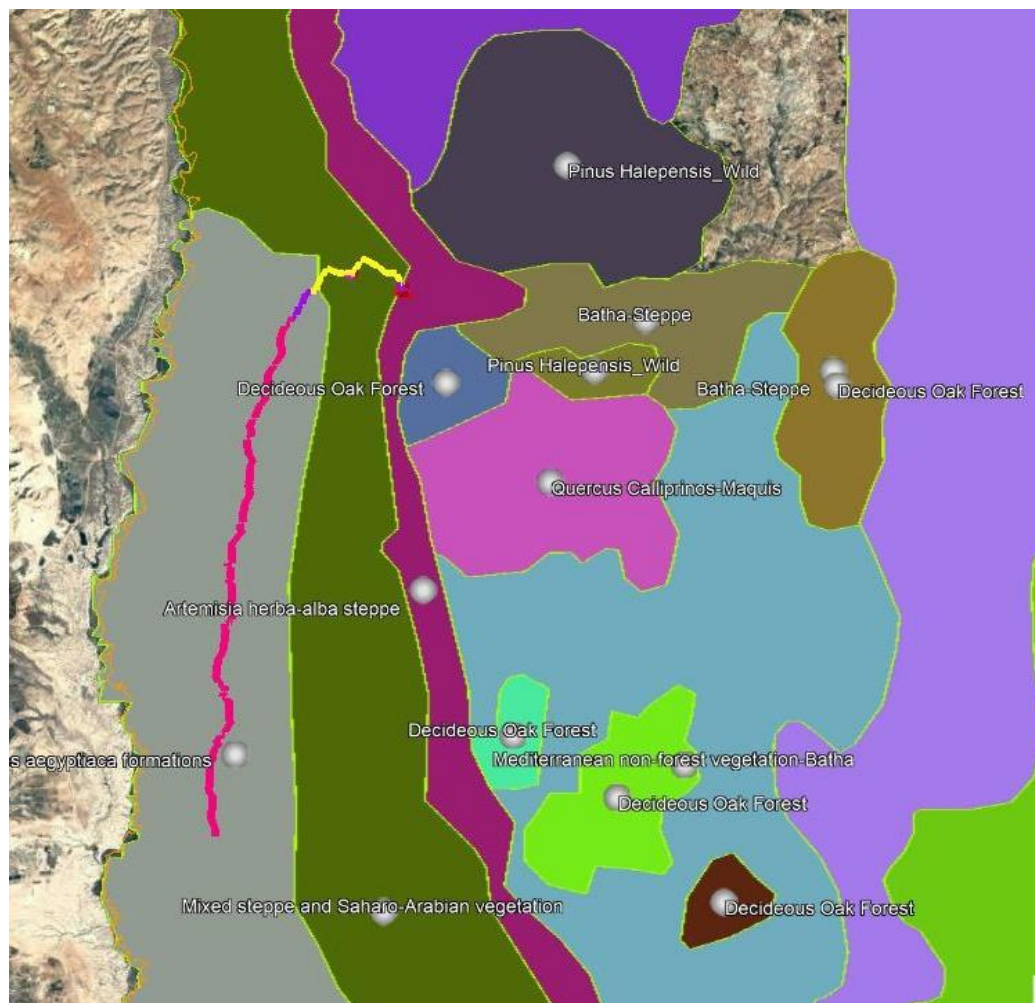 Pinus Halepensis_Wild
Batha-Steppe
Pinus Halepensis_Wild
Decideous Oak Forest
Batha-Steppe
Decideous Oak Forest
Quercus Calliprinos-Maquis
Artemisia herba-alba steppe
Decideous Oak Forest
Mediterranean non-forest vegetation-Batha
s aegyptiaca formations
Decideous Oak Forest
Mixed steppe and Saharo-Arabian vegetation
Decideous Oak Forest